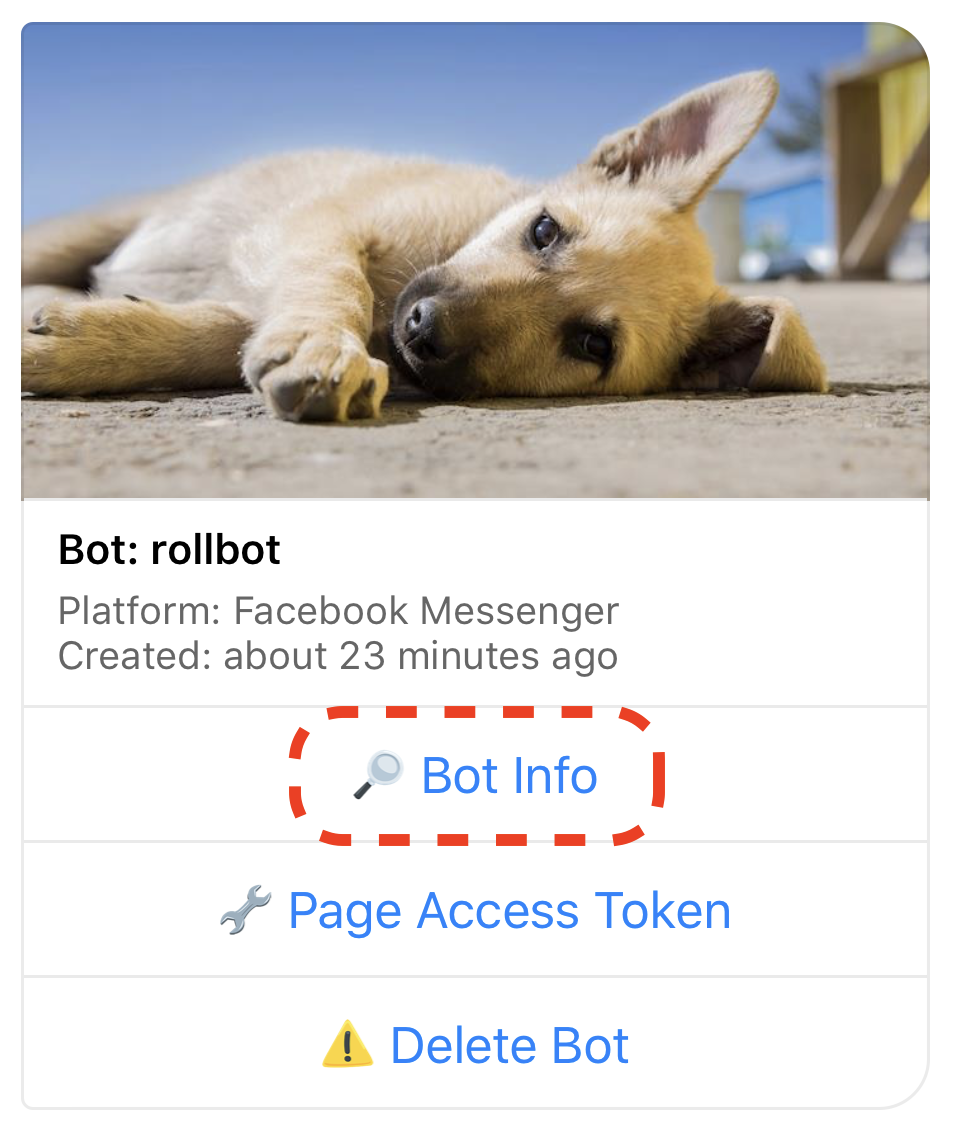 Bot: rollbot
Platform: Facebook Messenger
Created: about 23 minutes ago
🔎 Bot Info
🔧 Page Access Token
⚠️ Delete Bot